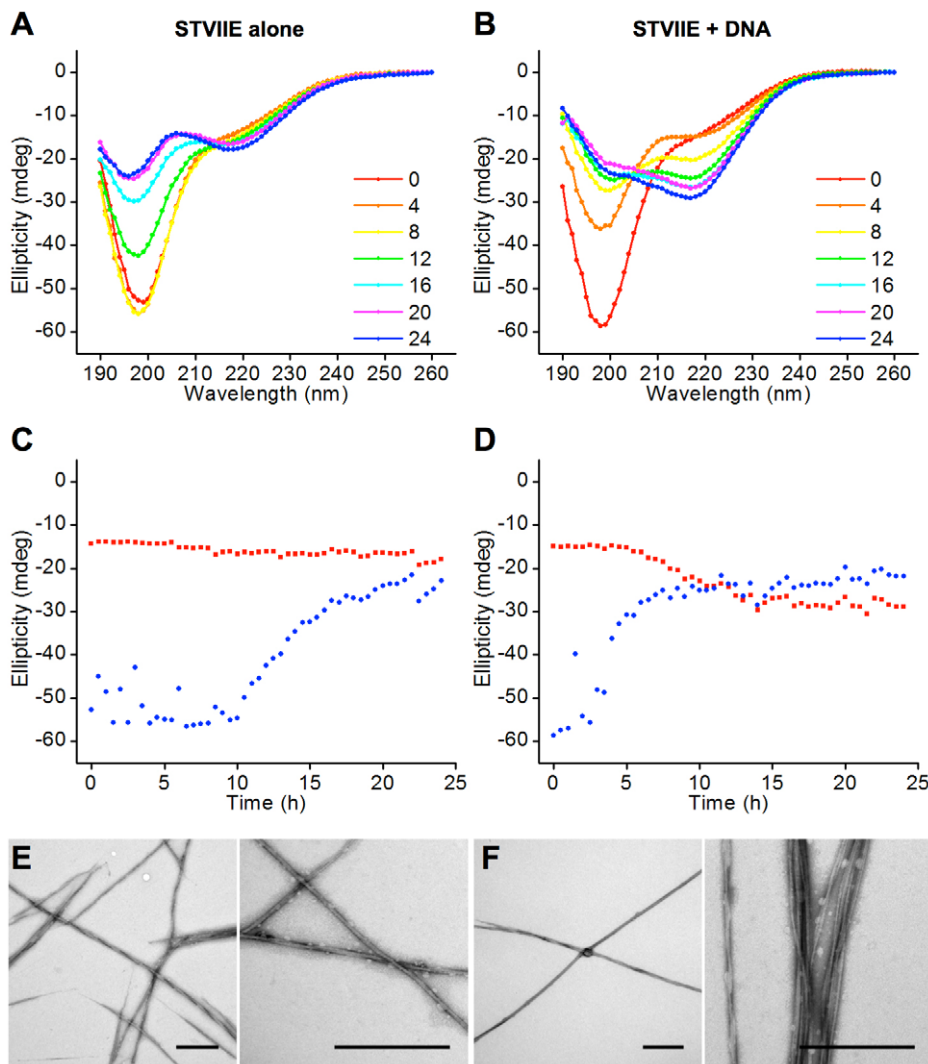 A STVIIE alone
0
-10
-20
-30
-40
-50
-60
Ellipticity (mdeg)
0
4
8
12
16
20
24
190 200 210 220 230 240 250 260
Wavelength (nm)
B STVIIE + DNA
0
-10
-20
-30
-40
-50
-60
Ellipticity (mdeg)
0
4
8
12
16
20
24
190 200 210 220 230 240 250 260
Wavelength (nm)
C
0
-10
-20
-30
-40
-50
-60
Ellipticity (mdeg)
0 5 10 15 20 25
Time (h)
D
0
-10
-20
-30
-40
-50
-60
Ellipticity (mdeg)
0 5 10 15 20 25
Time (h)
E
F